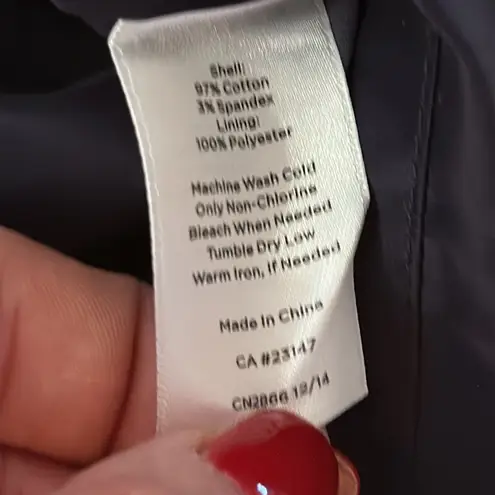 Shell:
97% Cotton
3% Spandex
Lining:
100% Polyester
Machine Wash Cold
Only Non-Chlorine
Bleach When Needed
Tumble Dry Low
Warm Iron, If Needed
Made In China
CA #23147
CN2866 12/14